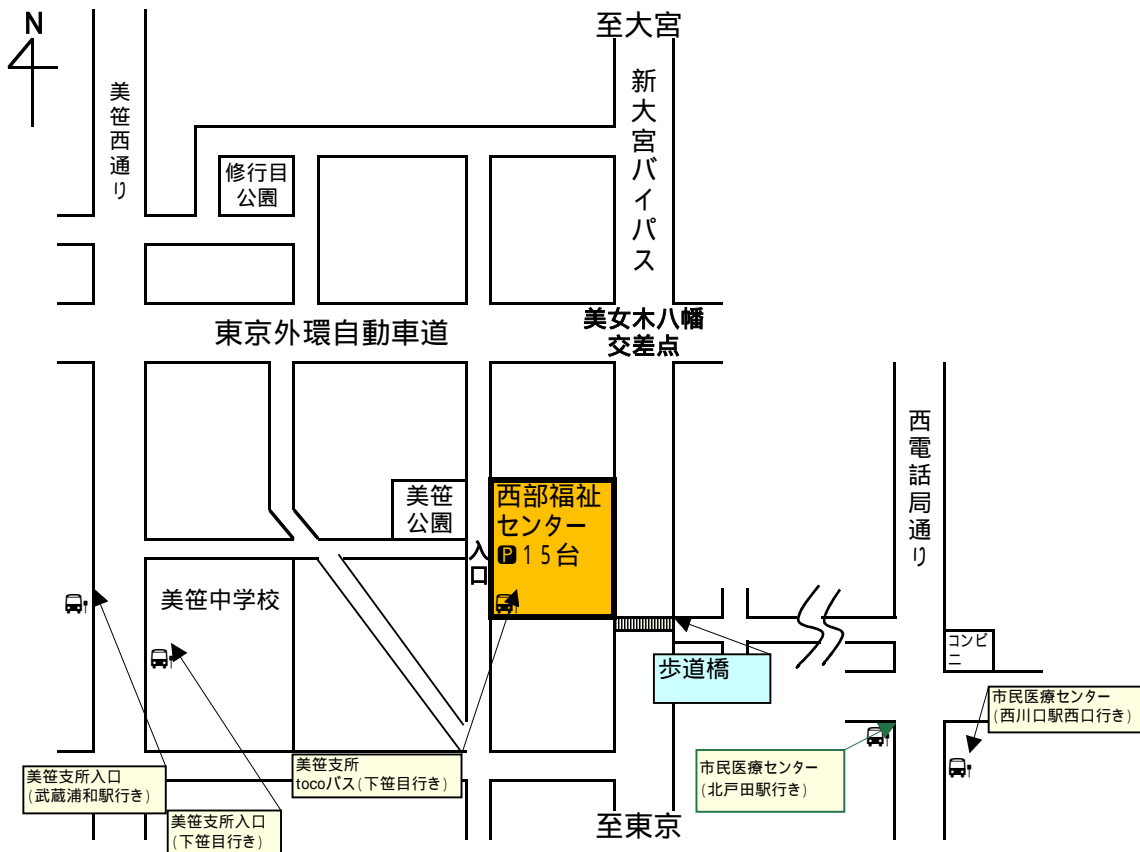 N
至大宮
美笹西通り
新大宮バイパス
修行目
公園
東京外環自動車道
美女木八幡
交差点
西電話局通り
美笹
公園
西部福祉
センター
P15台
入口
美笹中学校
歩道橋
コンビ
ニ
市民医療センター
(西川口駅西口行き)
市民医療センター
(北戸田駅行き)
美笹支所
tocoバス(下笹目行き)
美笹支所入口
(武蔵浦和駅行き)
美笹支所入口
(下笹目行き)
至東京